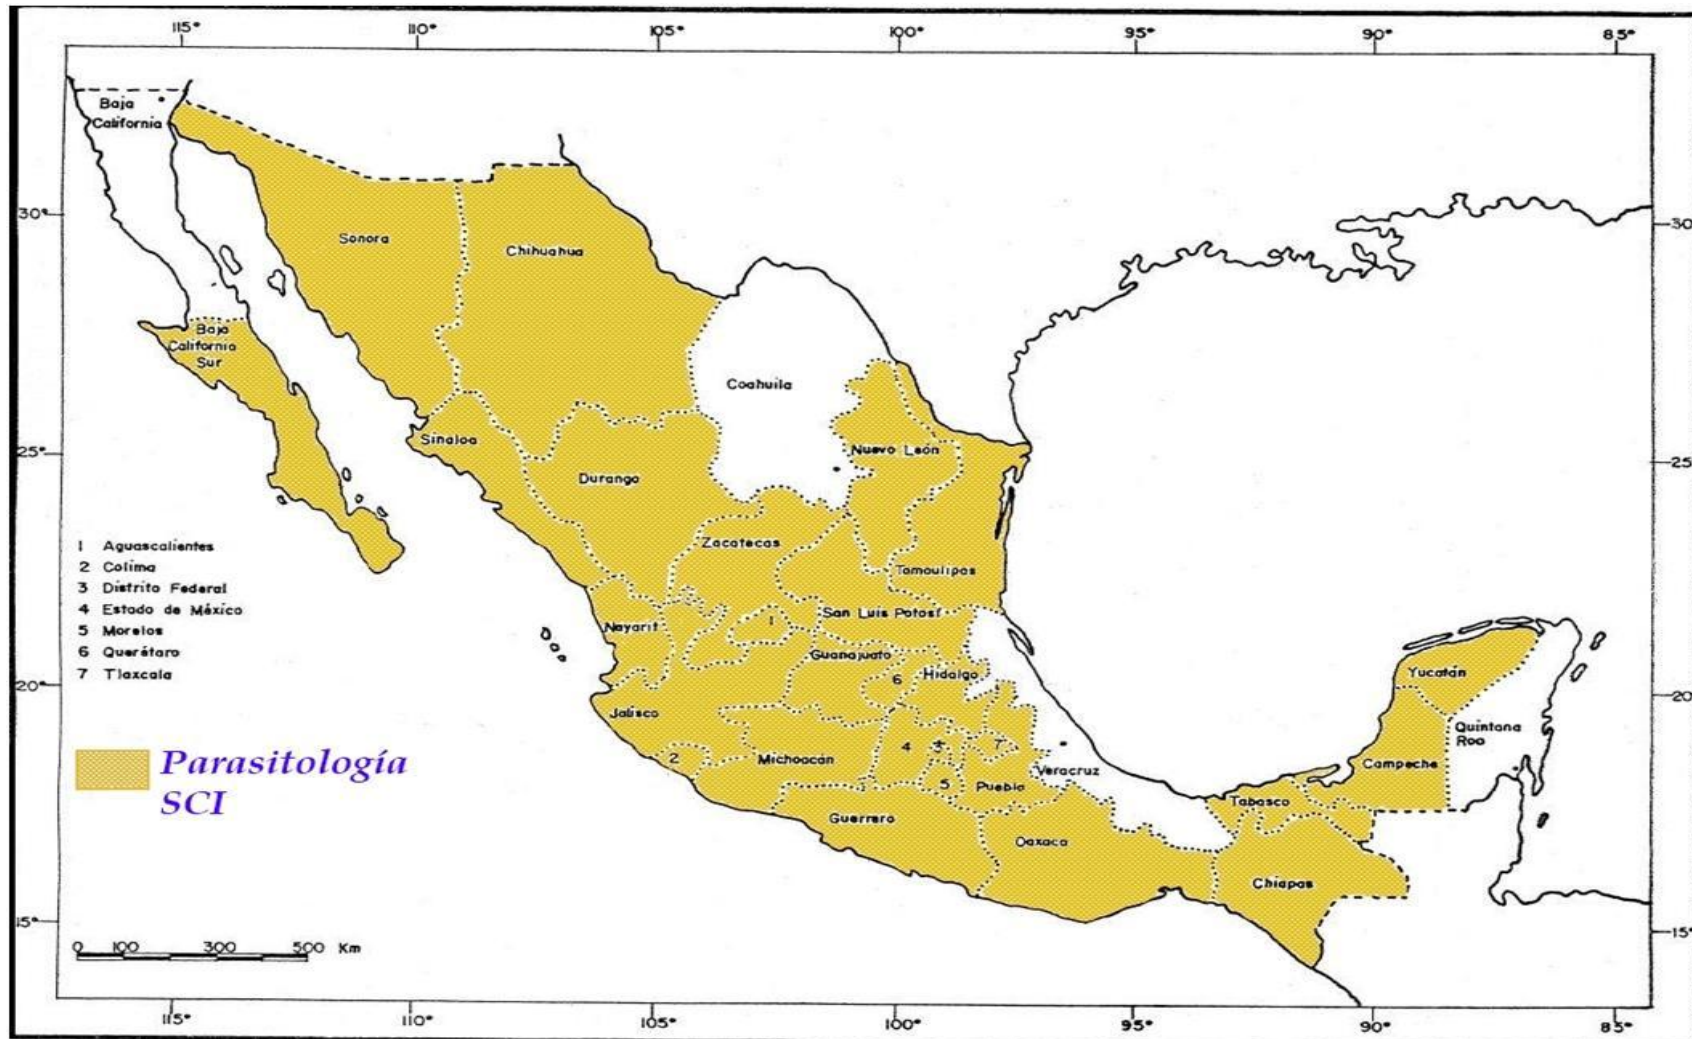 115° 110° 105° 100° 95° 90° 85°
Baja
California
30° 30°
Sonora
Chihuahua
Baja
California
Sur
Coahuila
Sinaloa
Nuevo León
25° 25°
Durango
Zacatecas
Tamaulipas
1 Aguascalientes
2 Colima
3 Distrito Federal
4 Estado de México
5 Morelos
6 Querétaro
7 Tlaxcala
San Luis Potosí
1
Nayarit
Guanajuato
Hidalgo
6
Yucatán
20° 20°
Jalisco
Quintana
Roo
4 3 7
2
Michoacán
Veracruz
Campeche
5
Puebla
Tabasco
Parasitología
SCI
Guerrero
Oaxaca
Chiapas
15° 15°
0 100 300 500 Km
115° 110° 105° 100° 95° 90° 85°